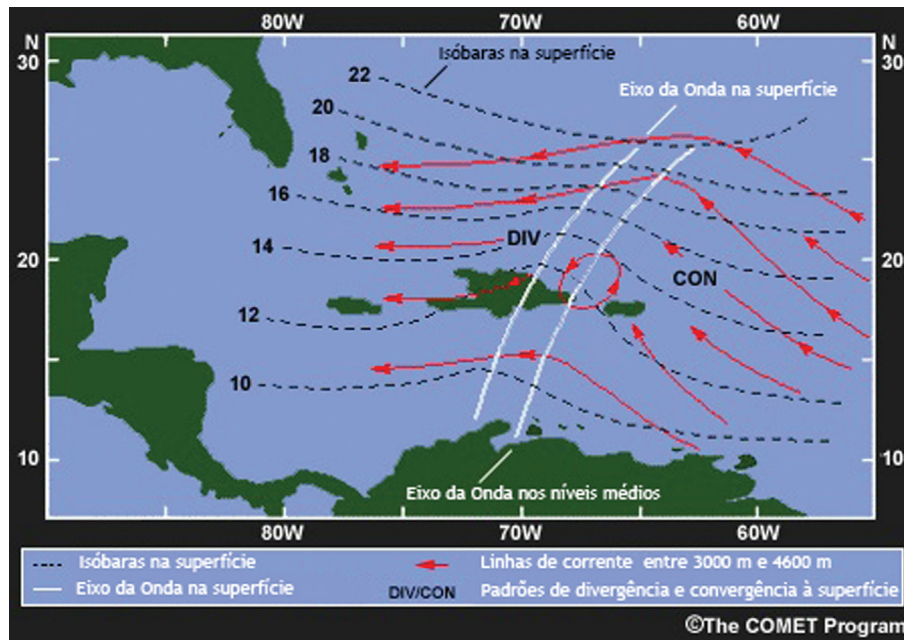 80W 70W 60W
N N
30 30
Isóbaras na superfície
22
Eixo da Onda na superfície
20
18
16
20 20
14
DIV
CON
12
10
10 10
Eixo da Onda nos níveis médios
80W 70W 60W
Isóbaras na superfície Linhas de corrente entre 3000 m e 4600 m
Eixo da Onda na superfície DIV/CON Padrões de divergência e convergência à superfície
©The COMET Program